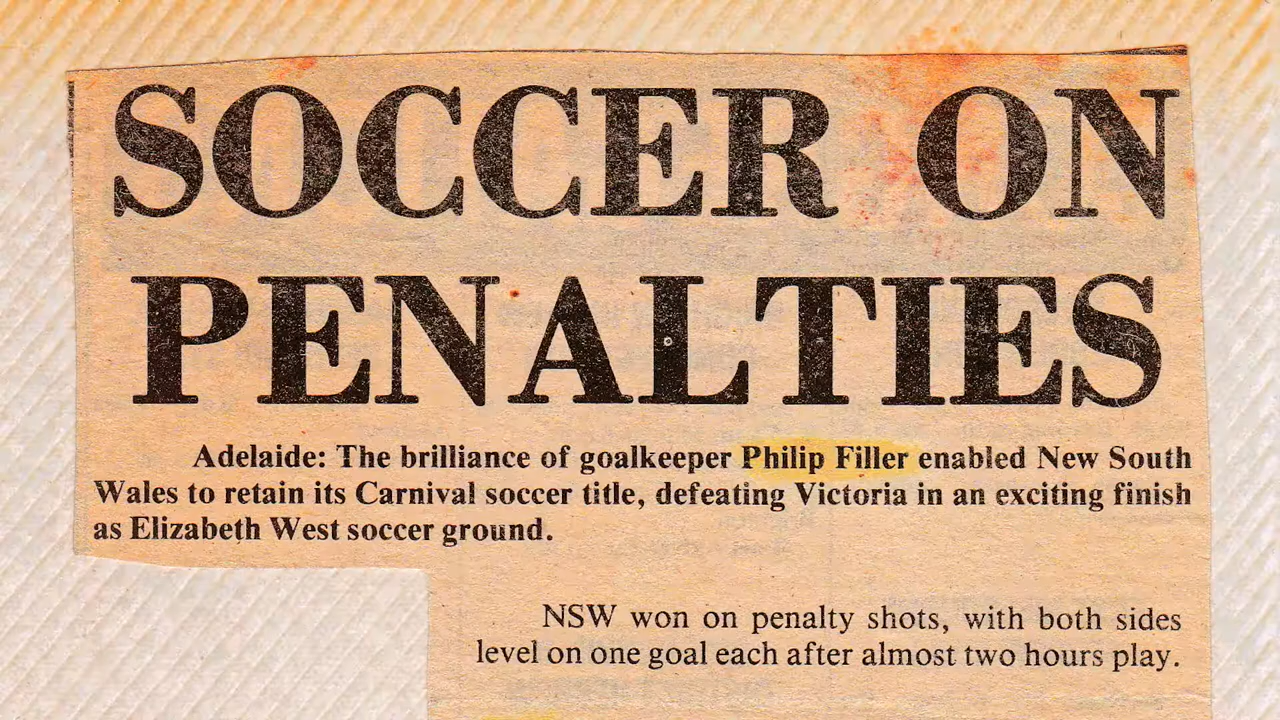 SOCCER ON
PENALTIES
Adelaide: The brilliance of goalkeeper Philip Filler enabled New South
Wales to retain its Carnival soccer title, defeating Victoria in an exciting finish
as Elizabeth West soccer ground.
NSW won on penalty shots, with both sides
level on one goal each after almost two hours play.